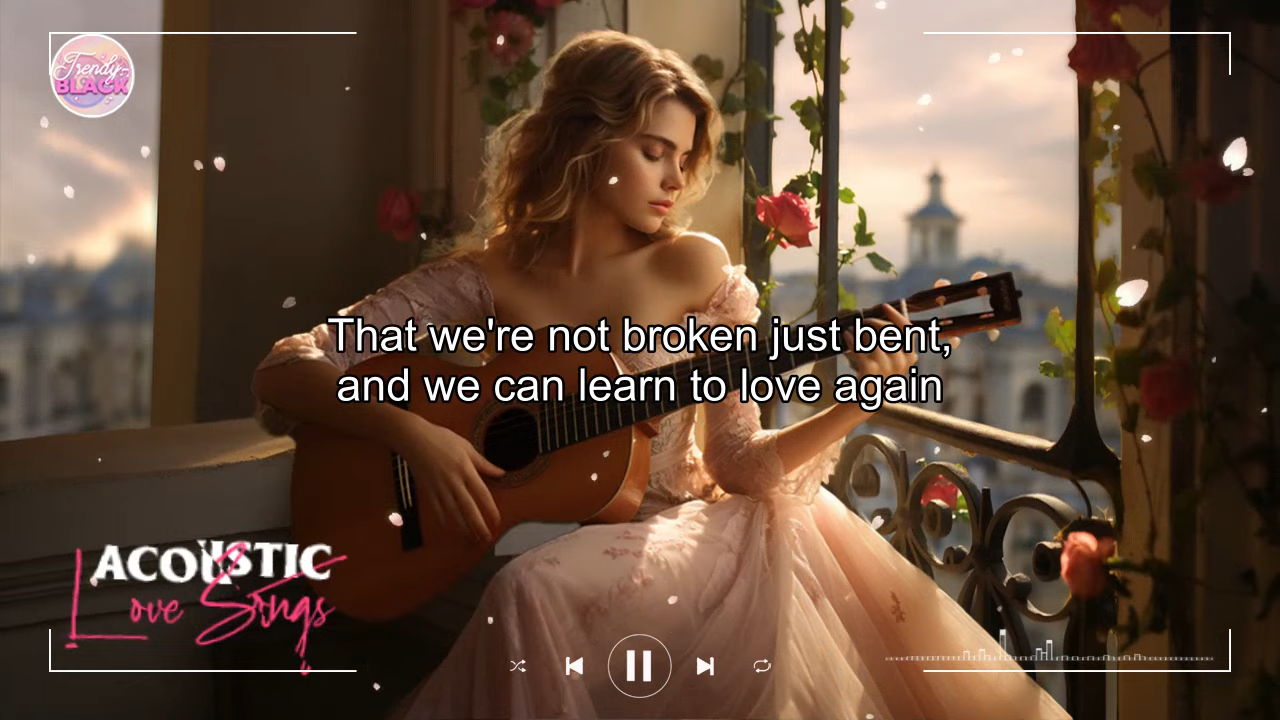 Trendy
BLACK
That we're not broken just bent,
and we can learn to love again
ACOUSTIC
Love Songs